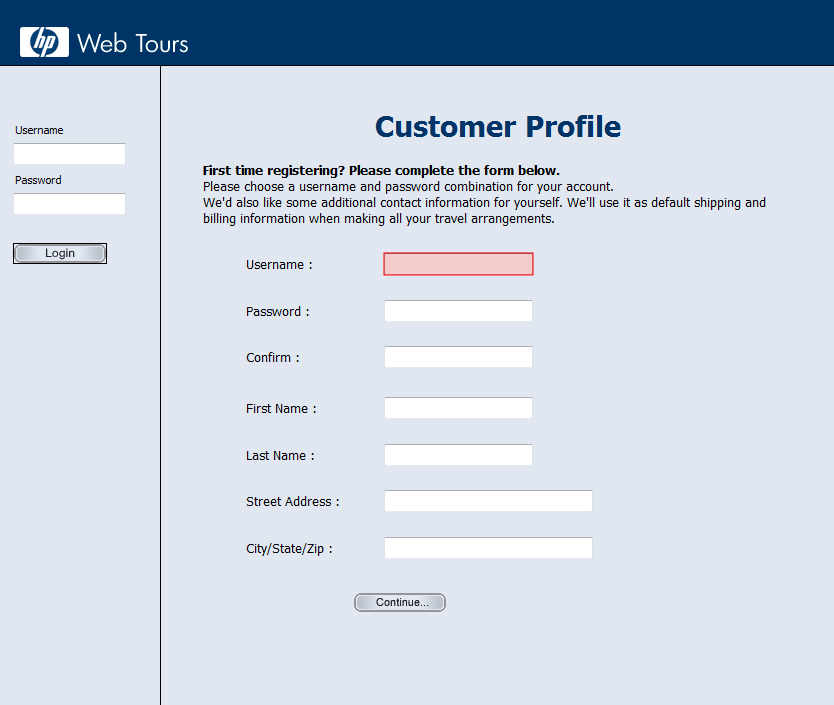 hp Web Tours
Username
Password
Login
Customer Profile
First time registering? Please complete the form below.
Please choose a username and password combination for your account.
We'd also like some additional contact information for yourself. We'll use it as default shipping and
billing information when making all your travel arrangements.
Username :
Password :
Confirm :
First Name :
Last Name :
Street Address :
City/State/Zip :
Continue...